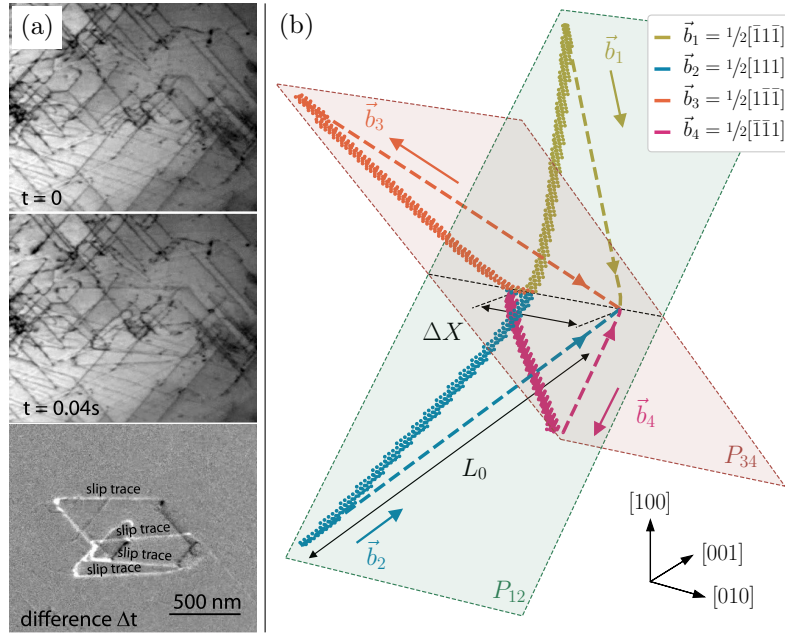 (a)
t = 0
t = 0.04s
slip trace
slip trace
slip trace
slip trace
difference Δt
500 nm
(b)
b⃗₁ = ¹/₂[1̄11̄]
b⃗₂ = ¹/₂[111]
b⃗₃ = ¹/₂[11̄1̄]
b⃗₄ = ¹/₂[1̄1̄1]
b⃗₁
b⃗₃
ΔX
b⃗₄
L₀
P₃₄
b⃗₂
P₁₂
[100]
[001]
[010]